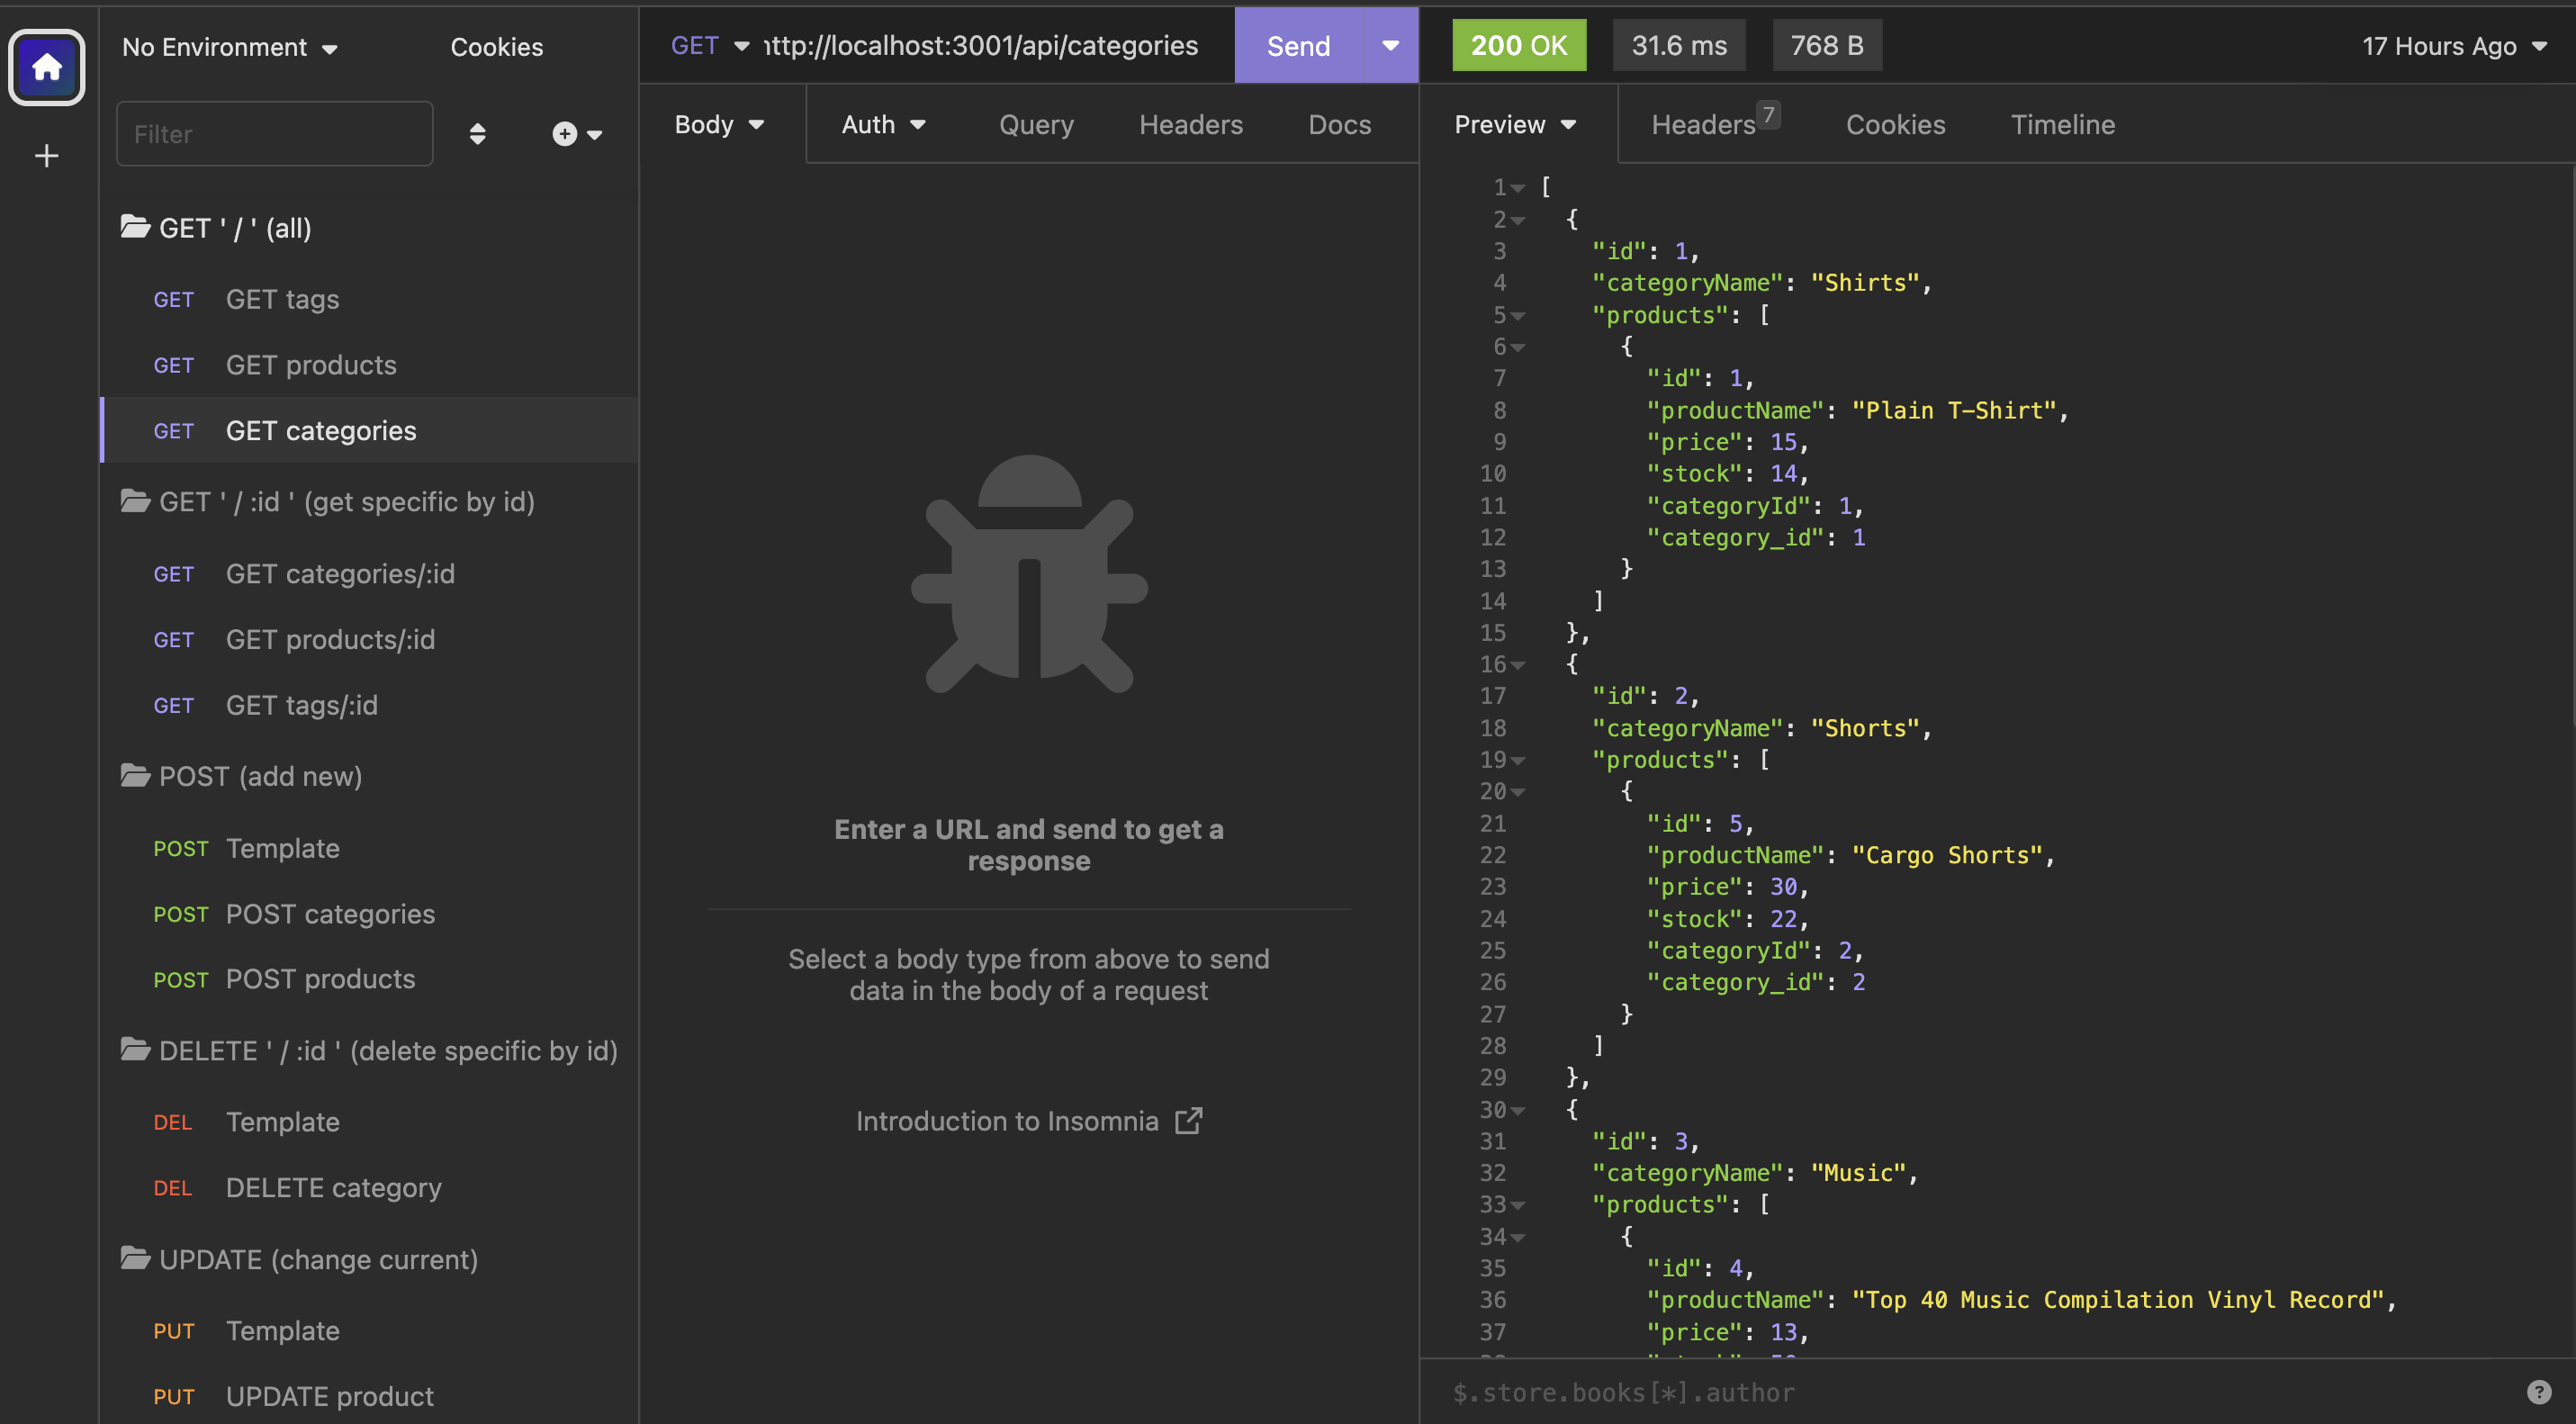 No Environment
Cookies
Filter
GET ' / ' (all)
GET GET tags
GET GET products
GET GET categories
GET ' / :id ' (get specific by id)
GET GET categories/:id
GET GET products/:id
GET GET tags/:id
POST (add new)
POST Template
POST POST categories
POST POST products
DELETE ' / :id ' (delete specific by id)
DEL Template
DEL DELETE category
UPDATE (change current)
PUT Template
PUT UPDATE product
GET http://localhost:3001/api/categories Send
Body Auth Query Headers Docs
Enter a URL and send to get a
response
Select a body type from above to send
data in the body of a request
Introduction to Insomnia
200 OK 31.6 ms 768 B 17 Hours Ago
Preview Headers 7 Cookies Timeline
1 [
2 {
3 "id": 1,
4 "categoryName": "Shirts",
5 "products": [
6 {
7 "id": 1,
8 "productName": "Plain T-Shirt",
9 "price": 15,
10 "stock": 14,
11 "categoryId": 1,
12 "category_id": 1
13 }
14 ]
15 },
16 {
17 "id": 2,
18 "categoryName": "Shorts",
19 "products": [
20 {
21 "id": 5,
22 "productName": "Cargo Shorts",
23 "price": 30,
24 "stock": 22,
25 "categoryId": 2,
26 "category_id": 2
27 }
28 ]
29 },
30 {
31 "id": 3,
32 "categoryName": "Music",
33 "products": [
34 {
35 "id": 4,
36 "productName": "Top 40 Music Compilation Vinyl Record",
37 "price": 13,
$.store.books[*].author